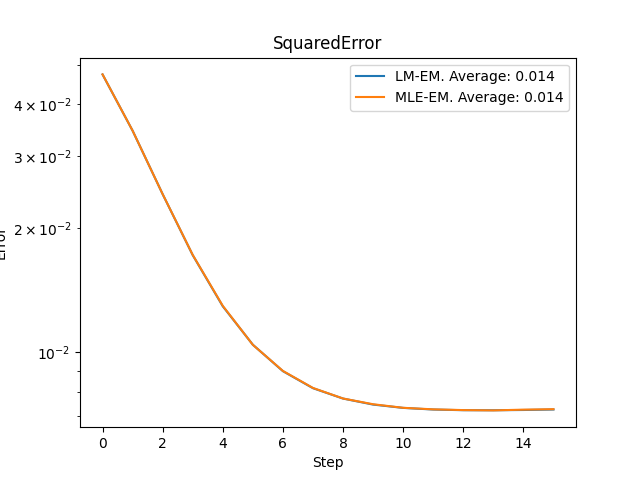 SquaredError
LM-EM. Average: 0.014
MLE-EM. Average: 0.014
4 × 10⁻²
3 × 10⁻²
2 × 10⁻²
10⁻²
Error
0 2 4 6 8 10 12 14
Step